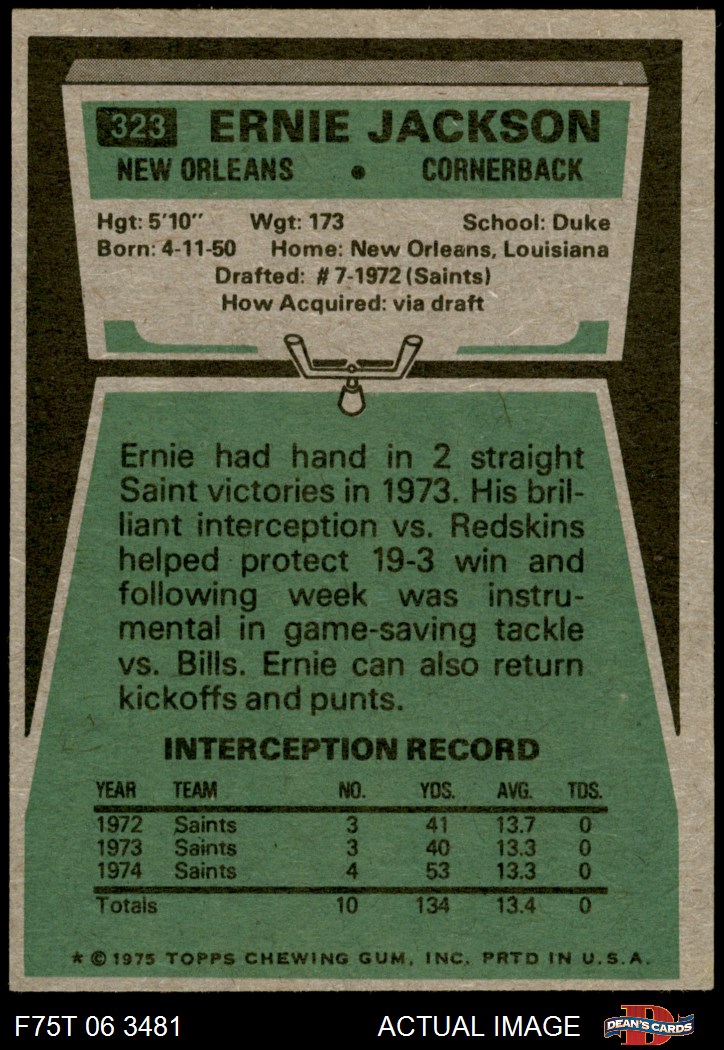 323 ERNIE JACKSON
NEW ORLEANS • CORNERBACK
Hgt: 5'10" Wgt: 173 School: Duke
Born: 4-11-50 Home: New Orleans, Louisiana
Drafted: #7-1972 (Saints)
How Acquired: via draft
Ernie had hand in 2 straight
Saint victories in 1973. His bril-
liant interception vs. Redskins
helped protect 19-3 win and
following week was instru-
mental in game-saving tackle
vs. Bills. Ernie can also return
kickoffs and punts.
INTERCEPTION RECORD
YEAR TEAM NO. YDS. AVG. TDS.
1972 Saints 3 41 13.7 0
1973 Saints 3 40 13.3 0
1974 Saints 4 53 13.3 0
Totals 10 134 13.4 0
* © 1975 TOPPS CHEWING GUM, INC. PRTD IN U.S.A.
F75T 06 3481 ACTUAL IMAGE D DEAN'S CARDS